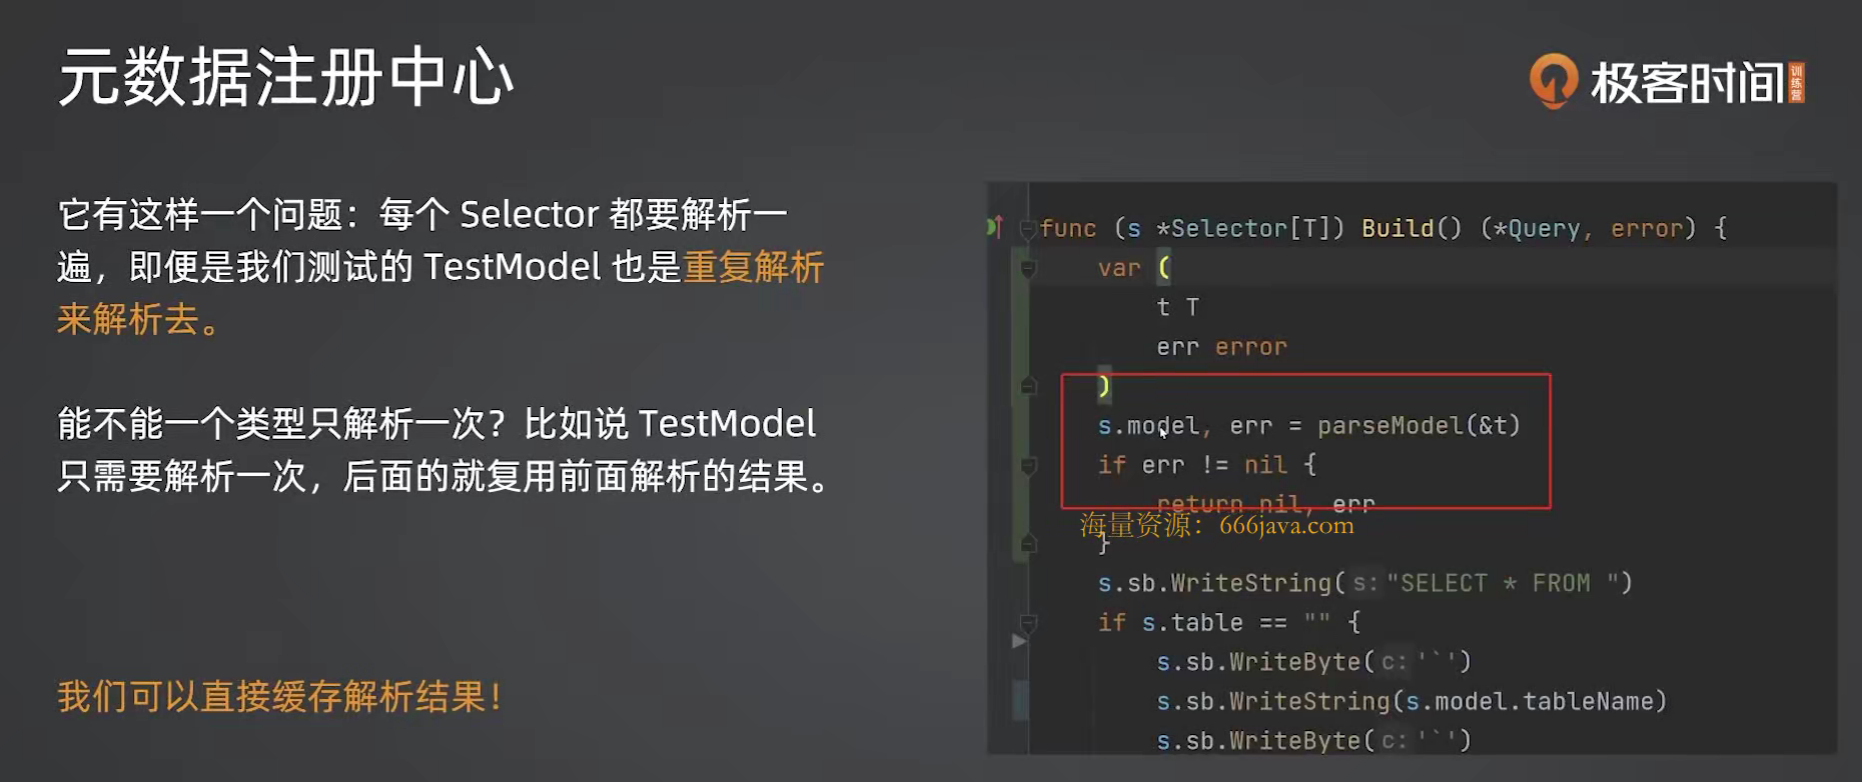 元数据注册中心
极客时间
训练营
它有这样一个问题：每个 Selector 都要解析一
遍，即便是我们测试的 TestModel 也是重复解析
来解析去。
能不能一个类型只解析一次？比如说 TestModel
只需要解析一次，后面的就复用前面解析的结果。
我们可以直接缓存解析结果！
func (s *Selector[T]) Build() (*Query, error) {
var (
t T
err error
)
s.model, err = parseModel(&t)
if err != nil {
return nil, err
海量资源：666java.com
}
s.sb.WriteString( s: "SELECT * FROM ")
if s.table == "" {
s.sb.WriteByte( c: '`')
s.sb.WriteString(s.model.tableName)
s.sb.WriteByte( c: '`')